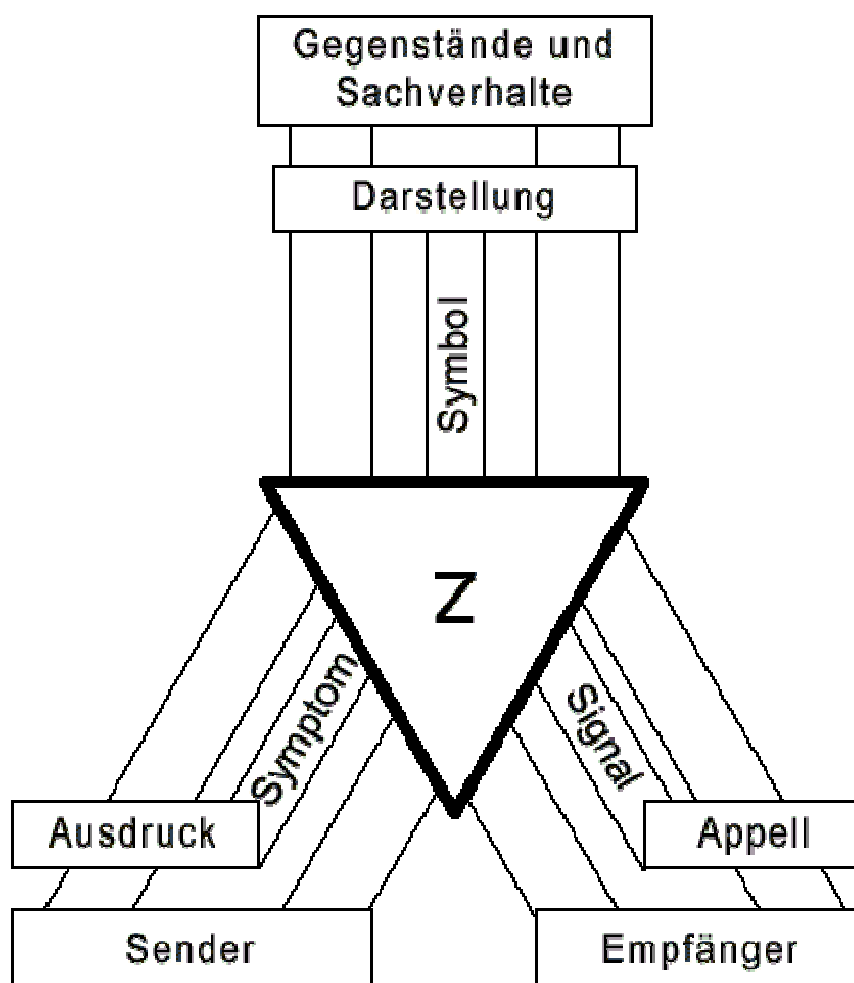 Gegenstände und
Sachverhalte
Darstellung
Symbol
Z
Symptom
Signal
Ausdruck
Appell
Sender
Empfänger